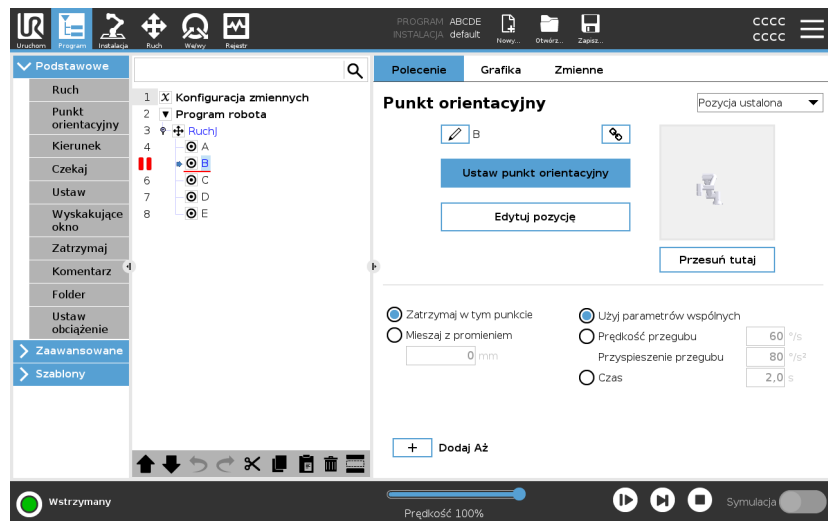 UR
Uruchom
Program
Instalacja
Ruch
We/wy
Rejestr
PROGRAM ABCDE
INSTALACJA default
Nowy...
Otwórz...
Zapisz...
cccc
cccc
Podstawowe
Ruch
Punkt
orientacyjny
Kierunek
Czekaj
Ustaw
Wyskakujące
okno
Zatrzymaj
Komentarz
Folder
Ustaw
obciążenie
Zaawansowane
Szablony
1 X Konfiguracja zmiennych
2 Program robota
3 RuchJ
4 A
B
6 C
7 D
8 E
Polecenie Grafika Zmienne
Punkt orientacyjny
Pozycja ustalona
B
Ustaw punkt orientacyjny
Edytuj pozycję
Przesuń tutaj
Zatrzymaj w tym punkcie
Mieszaj z promieniem
0 mm
Użyj parametrów wspólnych
Prędkość przegubu 60 °/s
Przyspieszenie przegubu 80 °/s²
Czas 2,0 s
+ Dodaj Aż
Wstrzymany
Prędkość 100%
Symulacja